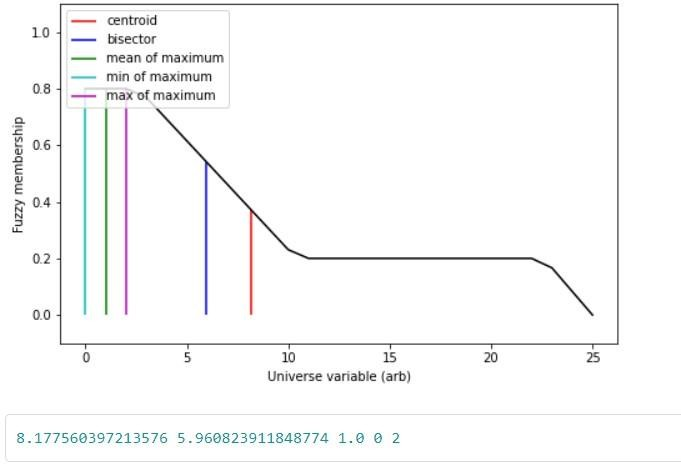 1.0
0.8
0.6
0.4
0.2
0.0
Fuzzy membership
centroid
bisector
mean of maximum
min of maximum
max of maximum
0 5 10 15 20 25
Universe variable (arb)
8.177560397213576 5.960823911848774 1.0 0 2